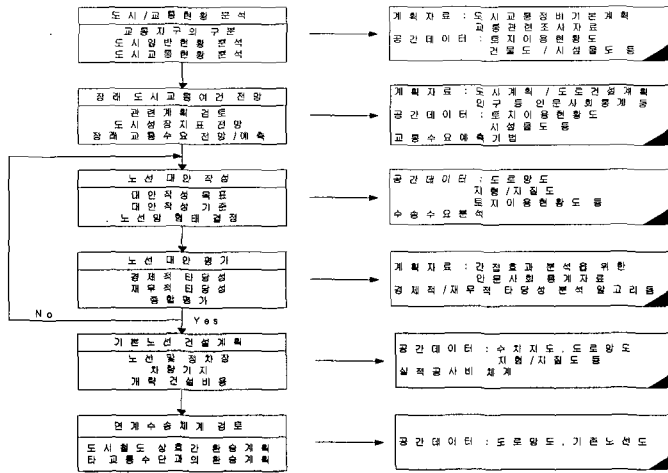 도시/교통현황 분석
교통지구의 구분
도시일반현황 분석
도시교통현황 분석
계획자료 : 도시교통정비기본계획
교통관련조사자료
공간데이터 : 토지이용현황도
건물도/시설물도등
장래 도시교통여건 전망
관련계획 검토
도시성장지표 전망
장래 교통수요 전망/예측
계획자료 : 도시계획/도로건설계획
인구 등 인문사회통계 등
공간데이터 : 토지이용현황도
시설물도 등
교통수요예측기법
노선 대안 작성
대안작성 목표
대안작성 기준
. 노선망 형태 결정
공간데이터 : 도로망도
지형/지질도
토지이용현황도 등
수송수요분석
노선 대안 평가
경제적 타당성
재무적 타당성
종합평가
계획자료 : 간접효과 분석을 위한
인문사회통계자료
경제적/재무적 타당성 분석 알고리듬
No
Yes
기본노선 건설계획
노선 및 정차장
차량기지
개략 건설비용
공간데이터 : 수치지도, 도로망도
지형/지질도 등
실적공사비 체계
연계수송체계 검토
도시철도 상호간 환승계획
타 교통수단과의 환승계획
공간데이터 : 도로망도, 기존노선도